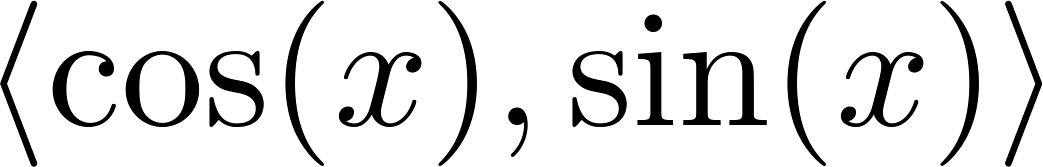 ⟨cos(x), sin(x)⟩